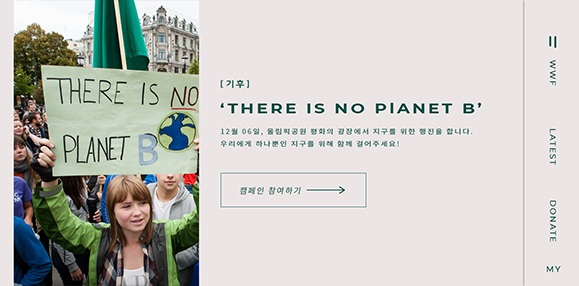 THERE IS NO
PLANET B
[기후]
‘THERE IS NO PlANET B’
12월 06일, 올림픽공원 평화의 광장에서 지구를 위한 행진을 합니다.
우리에게 하나뿐인 지구를 위해 함께 걸어주세요!
캠페인 참여하기
WWF
LATEST
DONATE
MY